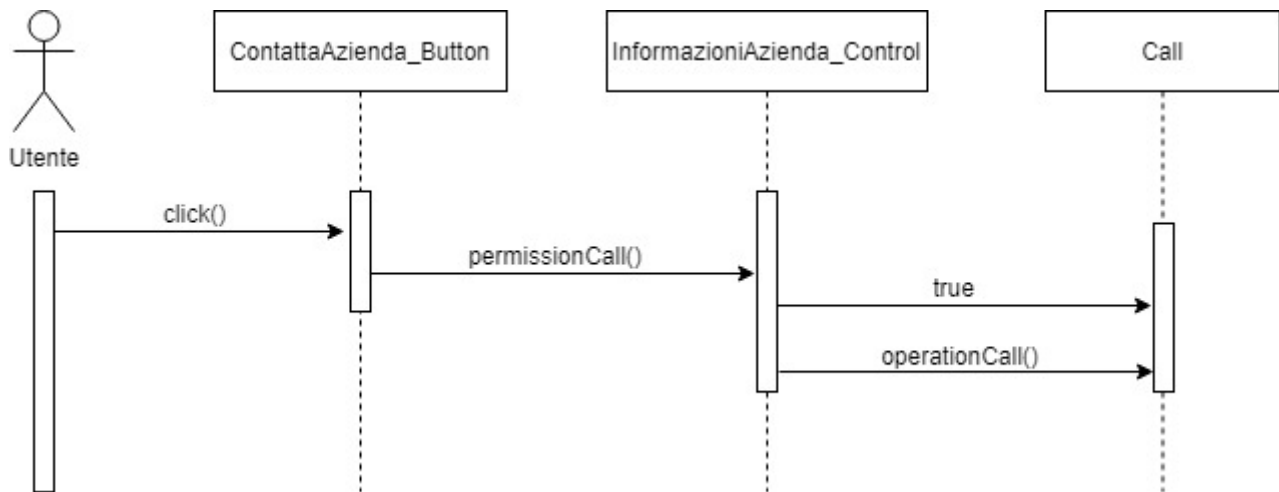 ContattaAzienda_Button
InformazioniAzienda_Control
Call
Utente
click()
permissionCall()
true
operationCall()